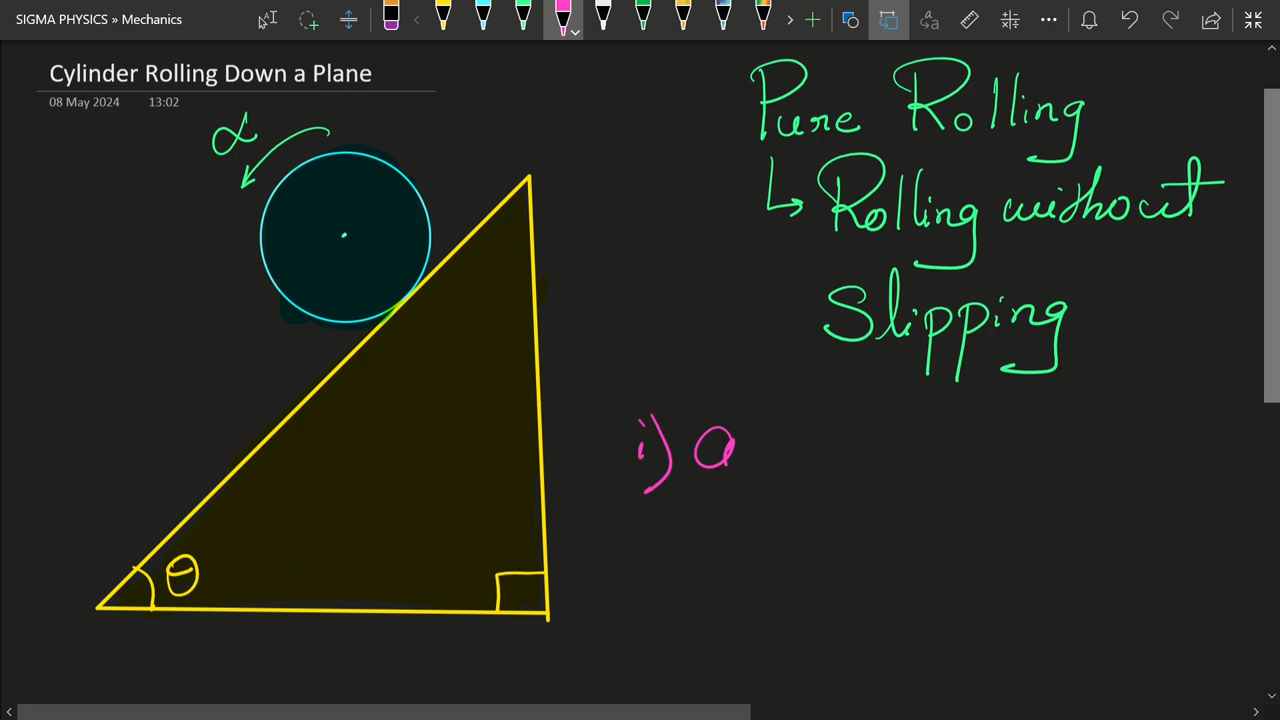 SIGMA PHYSICS » Mechanics
Cylinder Rolling Down a Plane
08 May 2024 13:02
α
Pure Rolling
↳ Rolling without
Slipping
i) a
θ